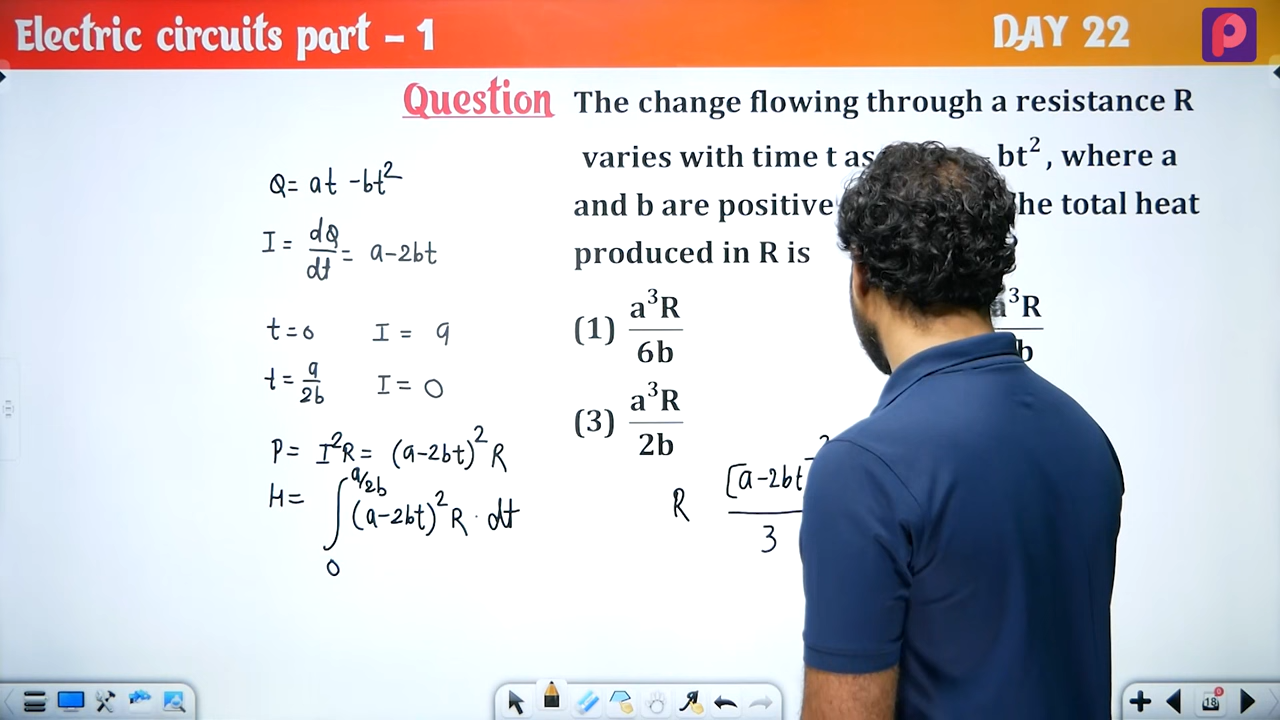 Electric circuits part – 1
DAY 22
Question The change flowing through a resistance R
varies with time t as bt², where a
and b are positive The total heat
produced in R is
(1) a³R / 6b
a³R / b
(3) a³R / 2b
Q = at - bt²
I = dQ/dt = a-2bt
t=0 I = a
t = a/2b I = 0
P = I²R = (a-2bt)² R
H = ∫₀^(a/2b) (a-2bt)² R · dt
R [a-2bt / 3
18